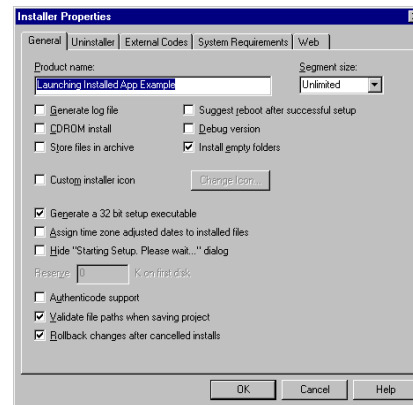 Installer Properties
General Uninstaller External Codes System Requirements Web
Product name: Segment size:
Launching Installed App Example Unlimited
Generate log file Suggest reboot after successful setup
CDROM install Debug version
Store files in archive Install empty folders
Custom installer icon Change Icon...
Generate a 32 bit setup executable
Assign time zone adjusted dates to installed files
Hide "Starting Setup. Please wait..." dialog
Reserve 0 K on first disk
Authenticode support
Validate file paths when saving project
Rollback changes after cancelled installs
OK Cancel Help